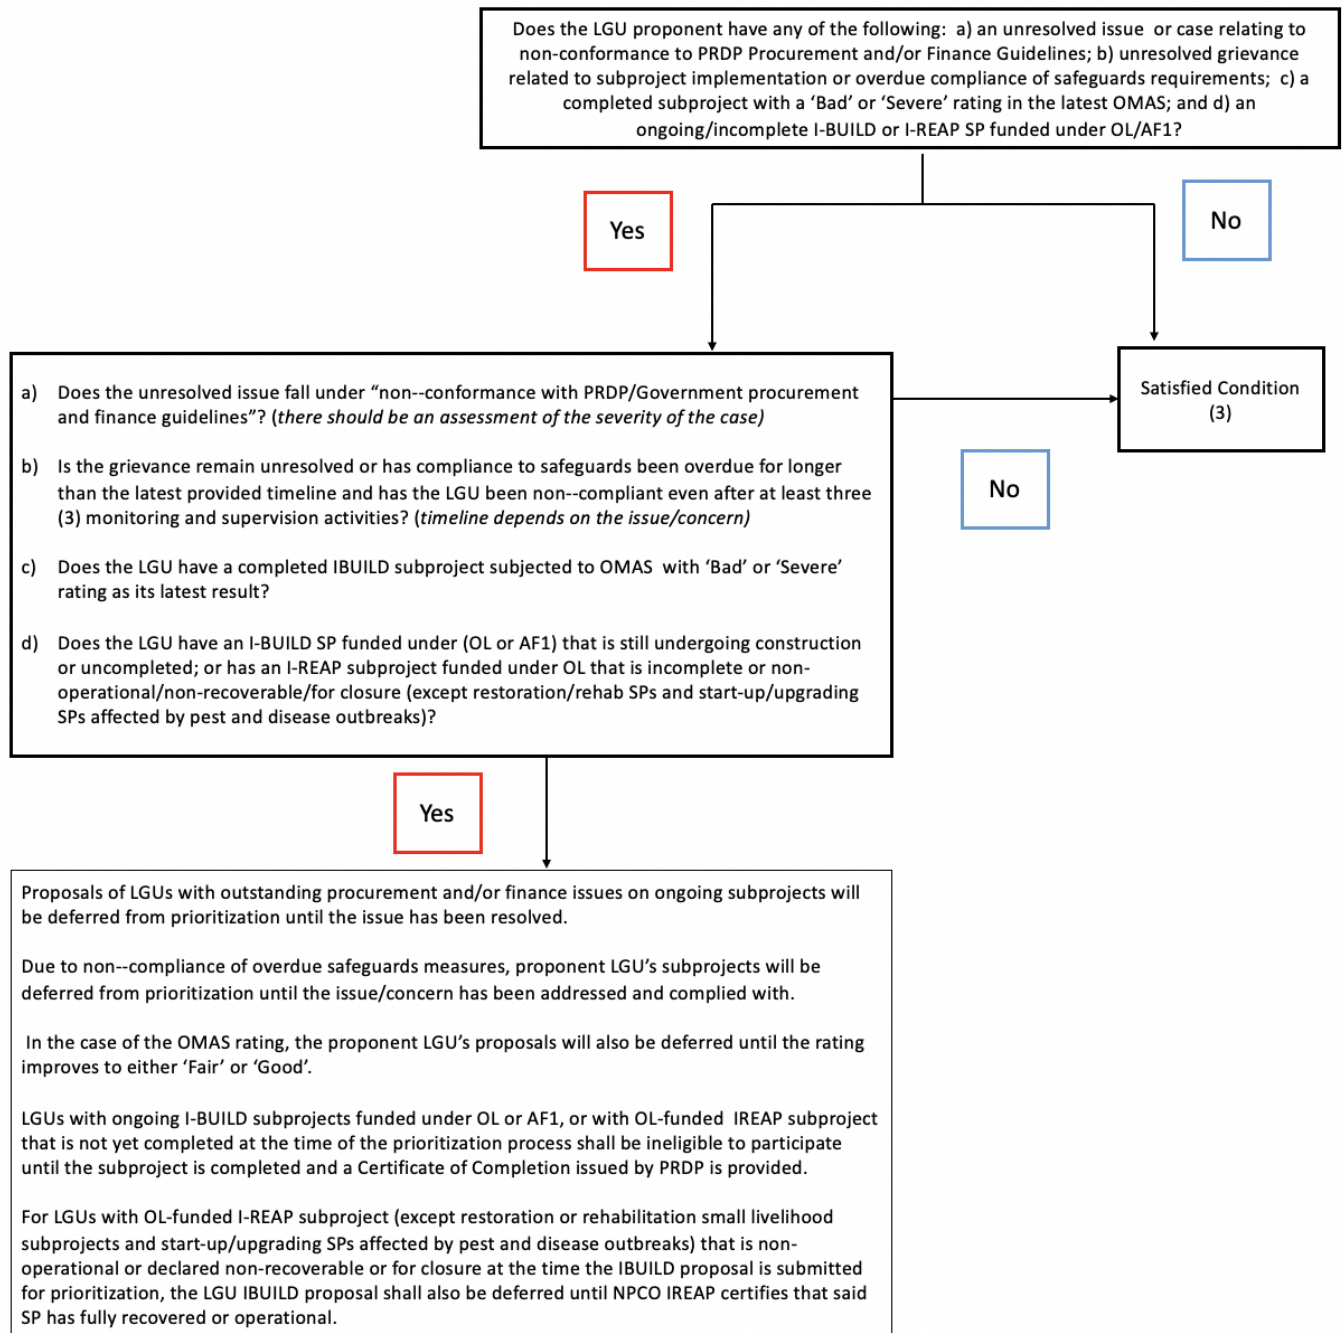 Does the LGU proponent have any of the following:  a) an unresolved issue  or case relating to
non-conformance to PRDP Procurement and/or Finance Guidelines; b) unresolved grievance
related to subproject implementation or overdue compliance of safeguards requirements;  c) a
completed subproject with a ‘Bad’ or ‘Severe’ rating in the latest OMAS; and d) an
ongoing/incomplete I-BUILD or I-REAP SP funded under OL/AF1?
Yes
No
a) Does the unresolved issue fall under “non--conformance with PRDP/Government procurement
and finance guidelines”? (there should be an assessment of the severity of the case)
b) Is the grievance remain unresolved or has compliance to safeguards been overdue for longer
than the latest provided timeline and has the LGU been non--compliant even after at least three
(3) monitoring and supervision activities? (timeline depends on the issue/concern)
c) Does the LGU have a completed IBUILD subproject subjected to OMAS  with ‘Bad’ or ‘Severe’
rating as its latest result?
d) Does the LGU have an I-BUILD SP funded under (OL or AF1) that is still undergoing construction
or uncompleted; or has an I-REAP subproject funded under OL that is incomplete or non-
operational/non-recoverable/for closure (except restoration/rehab SPs and start-up/upgrading
SPs affected by pest and disease outbreaks)?
Satisfied Condition
(3)
No
Yes
Proposals of LGUs with outstanding procurement and/or finance issues on ongoing subprojects will
be deferred from prioritization until the issue has been resolved.
Due to non--compliance of overdue safeguards measures, proponent LGU’s subprojects will be
deferred from prioritization until the issue/concern has been addressed and complied with.
In the case of the OMAS rating, the proponent LGU’s proposals will also be deferred until the rating
improves to either ‘Fair’ or ‘Good’.
LGUs with ongoing I-BUILD subprojects funded under OL or AF1, or with OL-funded  IREAP subproject
that is not yet completed at the time of the prioritization process shall be ineligible to participate
until the subproject is completed and a Certificate of Completion issued by PRDP is provided.
For LGUs with OL-funded I-REAP subproject (except restoration or rehabilitation small livelihood
subprojects and start-up/upgrading SPs affected by pest and disease outbreaks) that is non-
operational or declared non-recoverable or for closure at the time the IBUILD proposal is submitted
for prioritization, the LGU IBUILD proposal shall also be deferred until NPCO IREAP certifies that said
SP has fully recovered or operational.